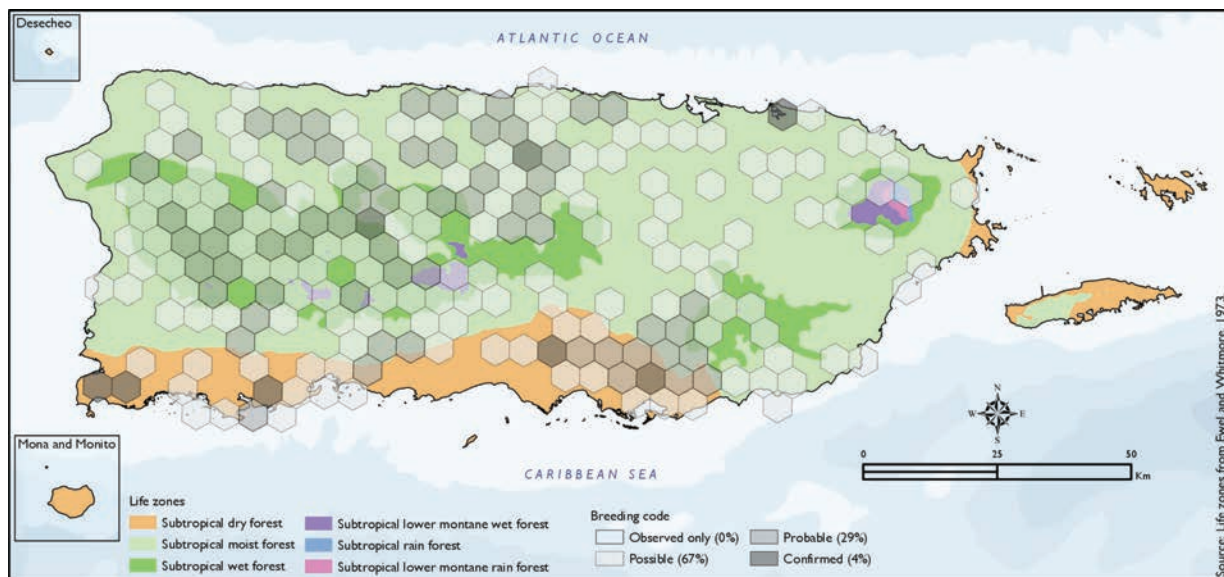 Desecheo
ATLANTIC OCEAN
Mona and Monito
CARIBBEAN SEA
N
W E
S
0 25 50
Km
Life zones
Subtropical dry forest
Subtropical moist forest
Subtropical wet forest
Subtropical lower montane wet forest
Subtropical rain forest
Subtropical lower montane rain forest
Breeding code
Observed only (0%)
Possible (67%)
Probable (29%)
Confirmed (4%)
Source: Life zones from Ewel and Whitmore, 1973.